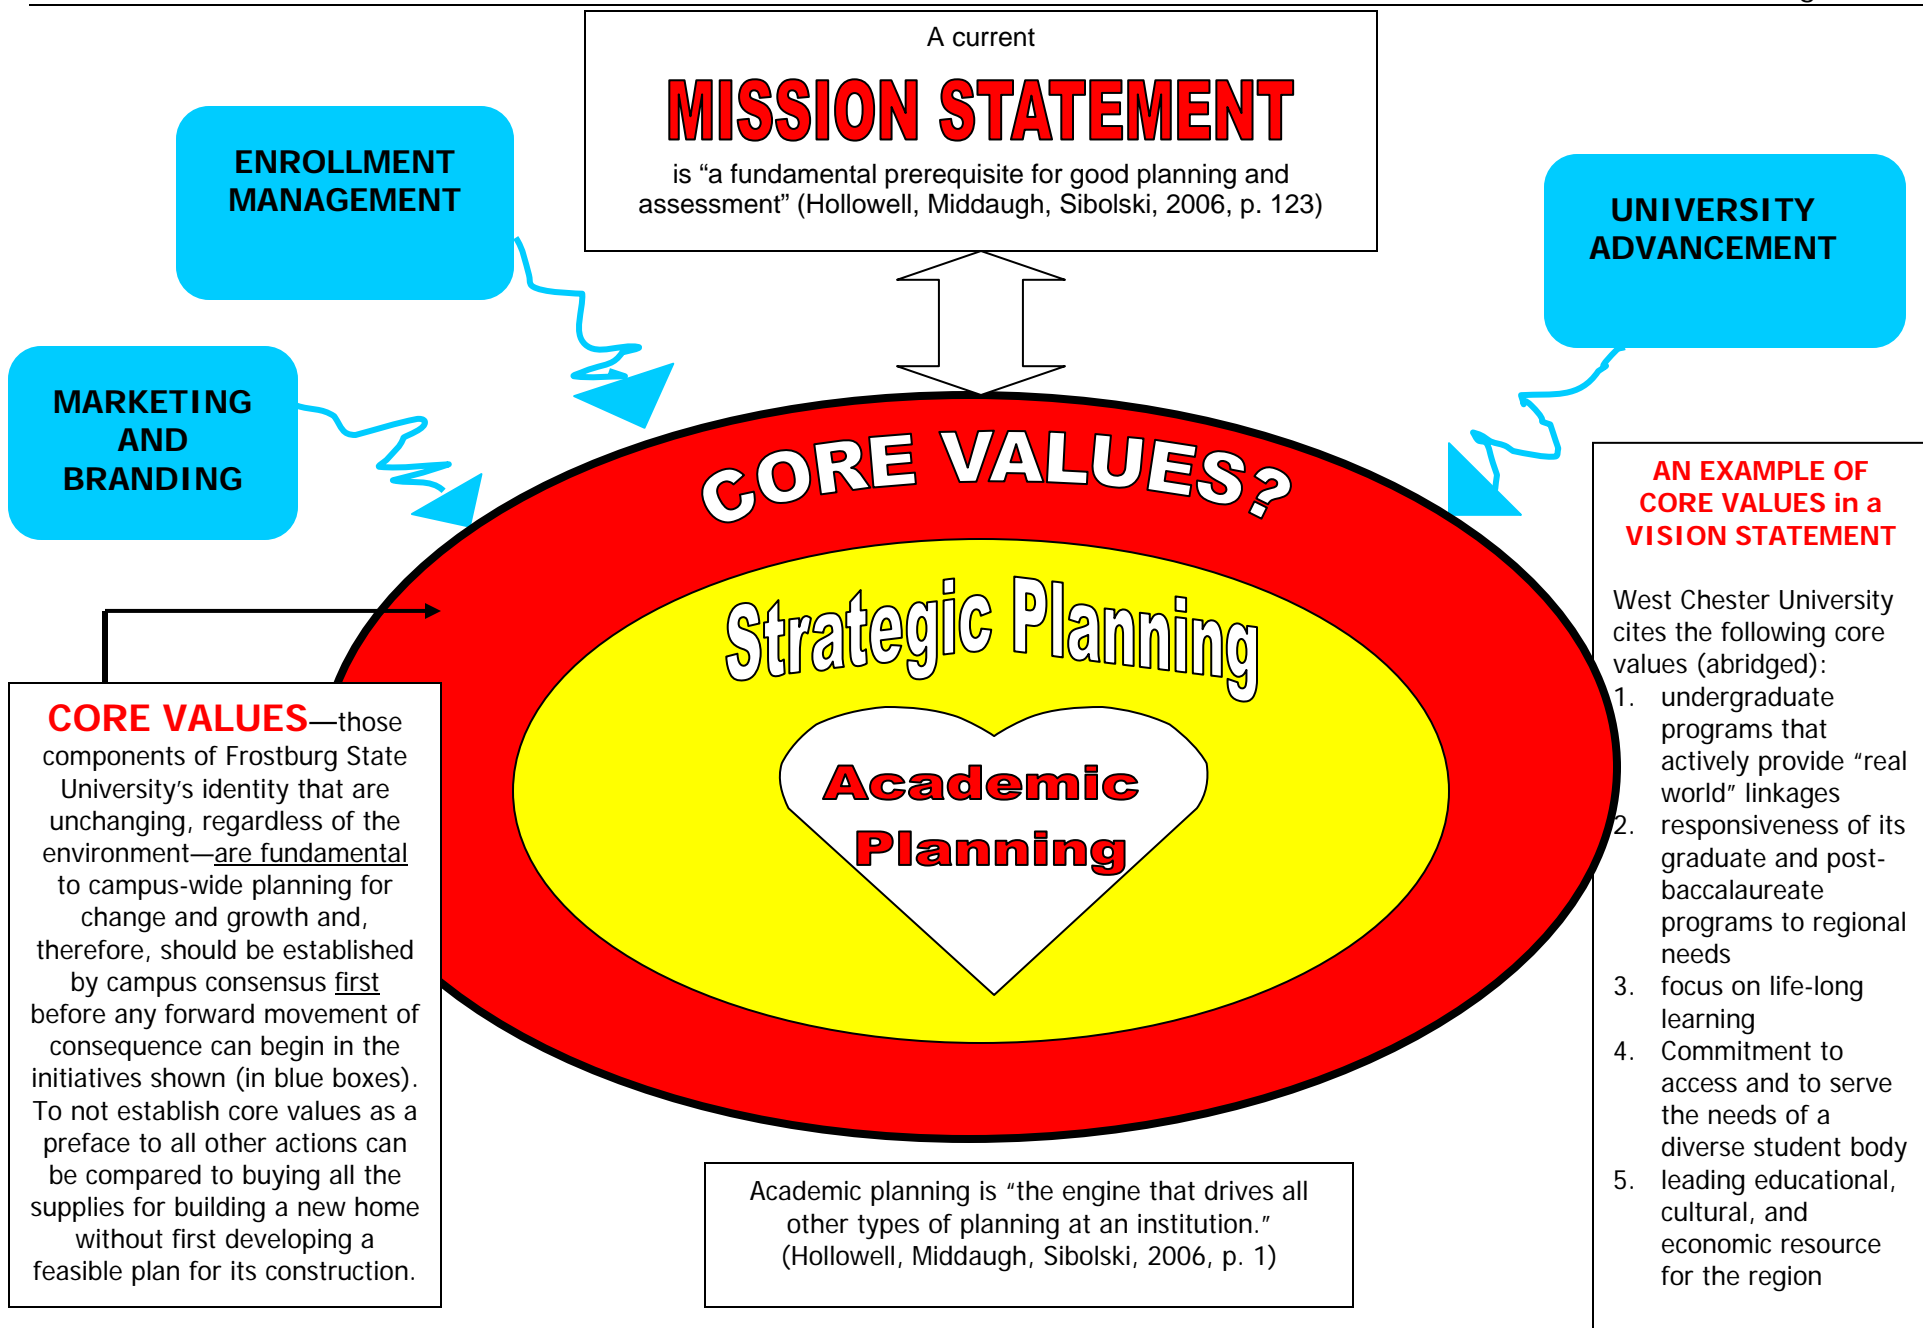 A current
MISSION STATEMENT
is “a fundamental prerequisite for good planning and
assessment” (Hollowell, Middaugh, Sibolski, 2006, p. 123)
ENROLLMENT
MANAGEMENT
UNIVERSITY
ADVANCEMENT
MARKETING
AND
BRANDING
CORE VALUES?
Strategic Planning
Academic
Planning
CORE VALUES—those
components of Frostburg State
University’s identity that are
unchanging, regardless of the
environment—are fundamental
to campus-wide planning for
change and growth and,
therefore, should be established
by campus consensus first
before any forward movement of
consequence can begin in the
initiatives shown (in blue boxes).
To not establish core values as a
preface to all other actions can
be compared to buying all the
supplies for building a new home
without first developing a
feasible plan for its construction.
Academic planning is “the engine that drives all
other types of planning at an institution.”
(Hollowell, Middaugh, Sibolski, 2006, p. 1)
AN EXAMPLE OF
CORE VALUES in a
VISION STATEMENT
West Chester University
cites the following core
values (abridged):
1. undergraduate
programs that
actively provide “real
world” linkages
2. responsiveness of its
graduate and post-
baccalaureate
programs to regional
needs
3. focus on life-long
learning
4. Commitment to
access and to serve
the needs of a
diverse student body
5. leading educational,
cultural, and
economic resource
for the region